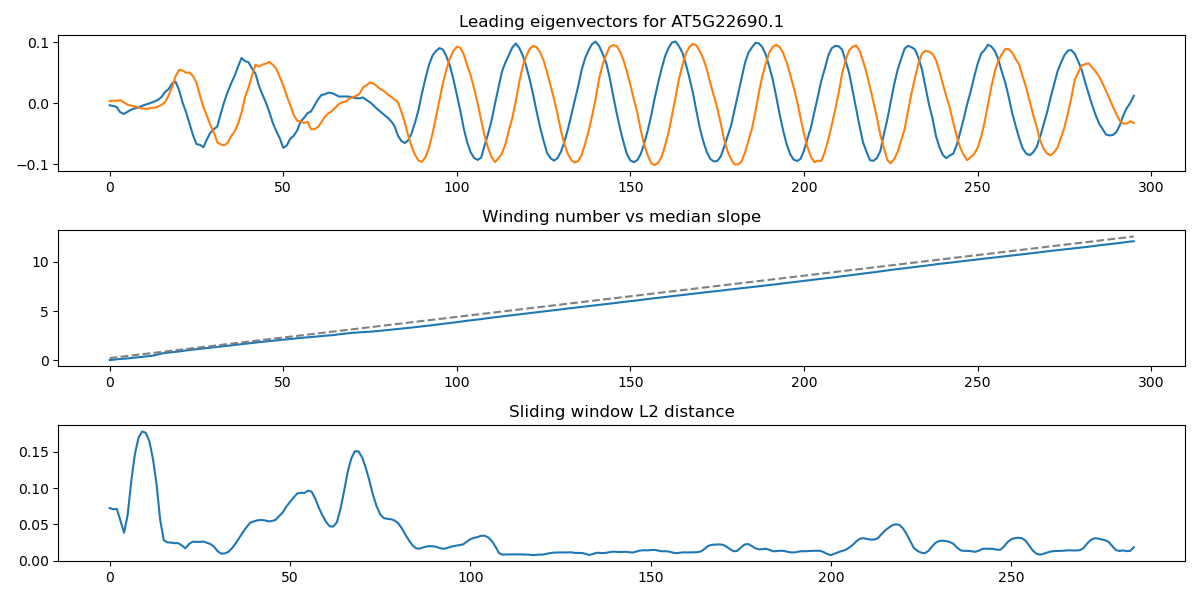 Leading eigenvectors for AT5G22690.1
0.1
0.0
−0.1
0 50 100 150 200 250 300
Winding number vs median slope
10
5
0
0 50 100 150 200 250 300
Sliding window L2 distance
0.15
0.10
0.05
0.00
0 50 100 150 200 250